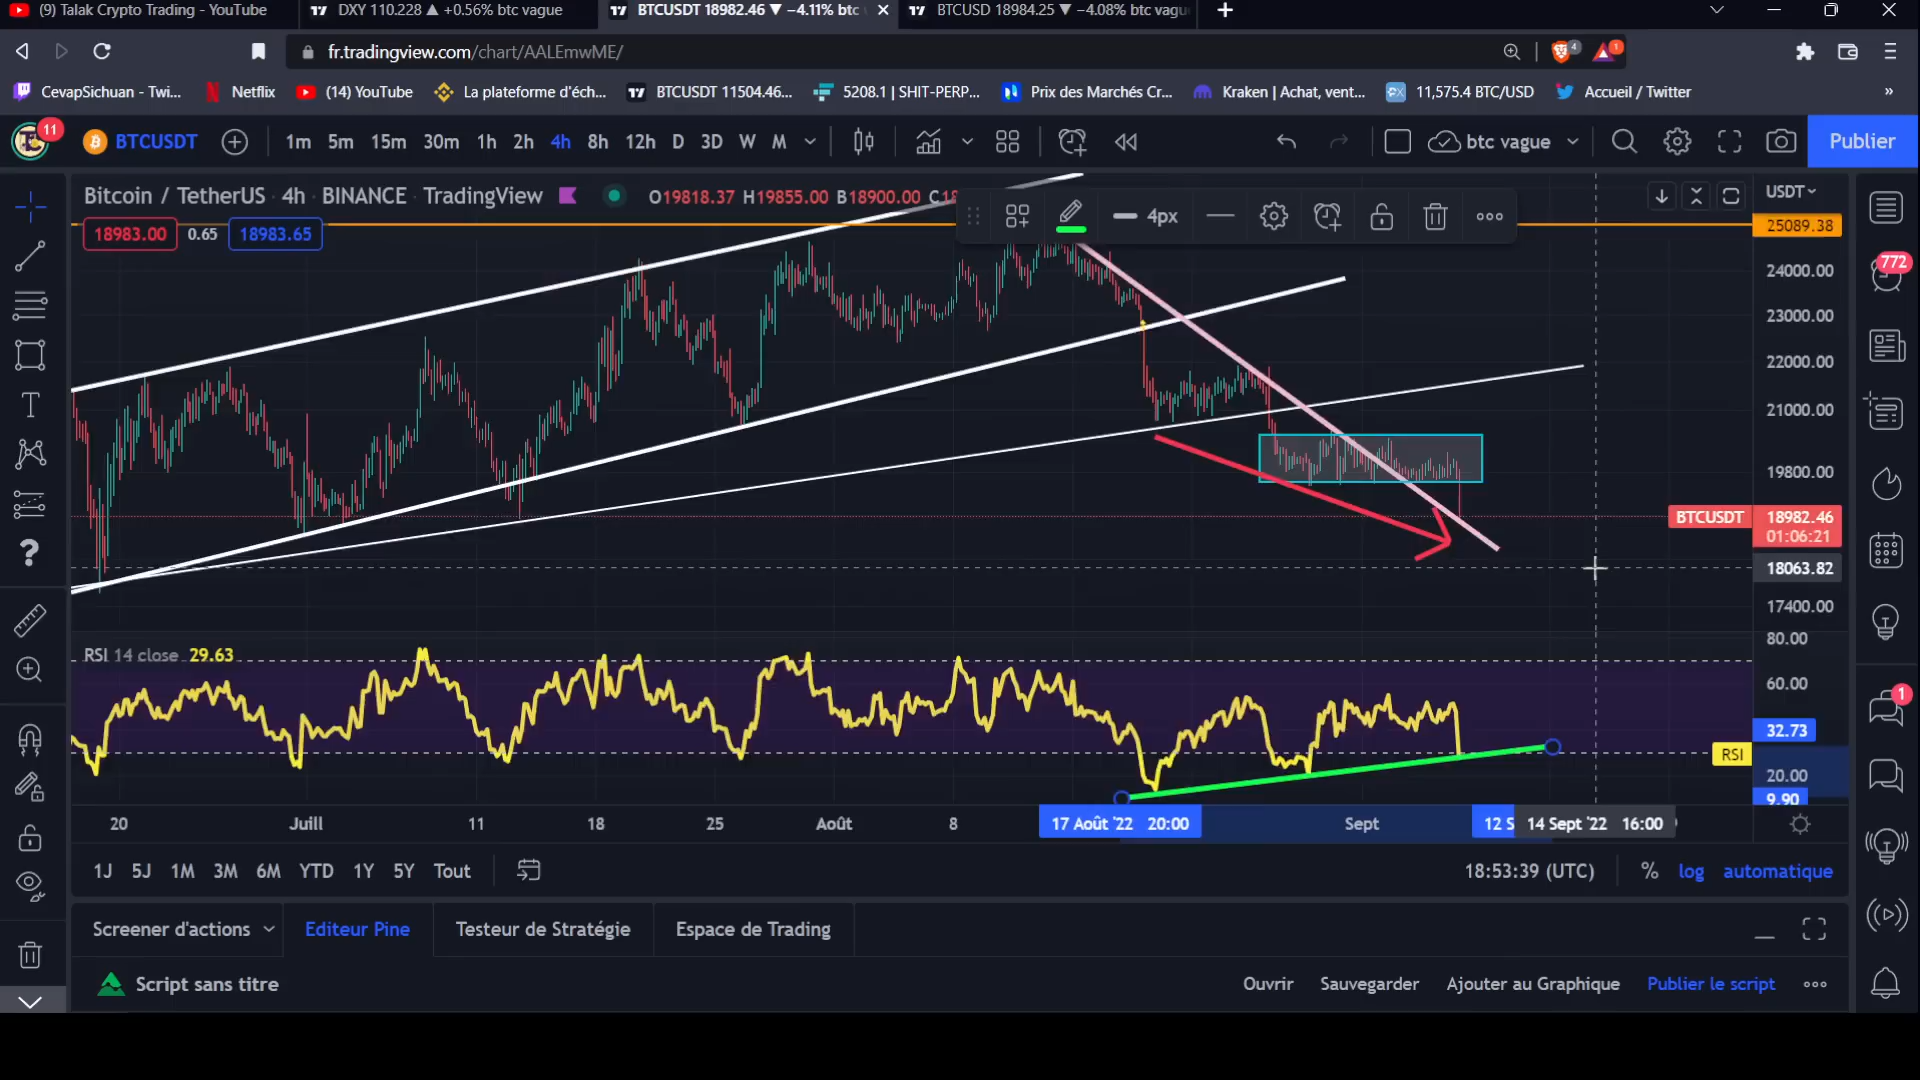 (9) Talak Crypto Trading - YouTube
DXY 110.228 ▲ +0.56% btc vague
BTCUSDT 18982.46 ▼ −4.11% btc
BTCUSD 18984.25 ▼ −4.08% btc vagu
fr.tradingview.com/chart/AALEmwME/
4
1
CevapSichuan - Twi...
Netflix
(14) YouTube
La plateforme d'éch...
BTCUSDT 11504.46...
5208.1 | SHIT-PERP...
Prix des Marchés Cr...
Kraken | Achat, vent...
11,575.4 BTC/USD
Accueil / Twitter
»
11
BTCUSDT
1m 5m 15m 30m 1h 2h 4h 8h 12h D 3D W M
btc vague
Publier
Bitcoin / TetherUS · 4h · BINANCE · TradingView
O19818.37 H19855.00 B18900.00 C18
4px
USDT
18983.00 0.65 18983.65
25089.38
24000.00
772
23000.00
22000.00
21000.00
19800.00
BTCUSDT 18982.46
01:06:21
18063.82
17400.00
RSI 14 close 29.63
80.00
60.00
32.73
RSI
20.00
9.90
1
20 Juill 11 18 25 Août 8 17 Août '22 20:00 Sept 12 S 14 Sept '22 16:00
1J 5J 1M 3M 6M YTD 1Y 5Y Tout
18:53:39 (UTC) % log automatique
Screener d'actions Editeur Pine Testeur de Stratégie Espace de Trading
Script sans titre
Ouvrir Sauvegarder Ajouter au Graphique Publier le script